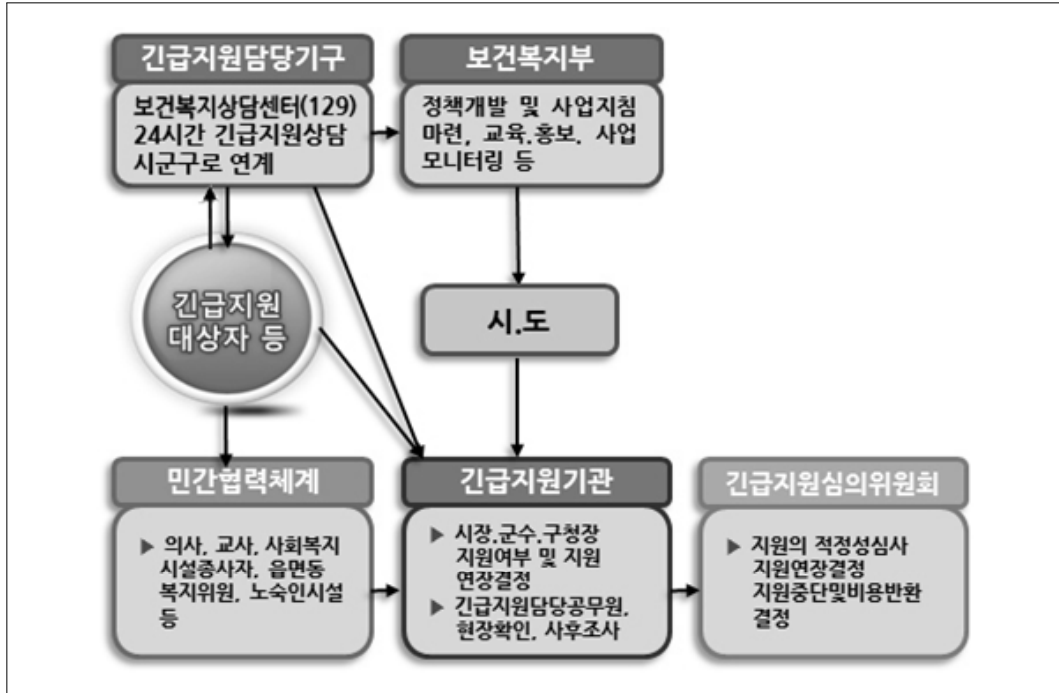 긴급지원담당기구
보건복지상담센터(129)
24시간 긴급지원상담
시군구로 연계
보건복지부
정책개발 및 사업지침
마련, 교육.홍보, 사업
모니터링 등
긴급지원
대상자 등
시.도
민간협력체계
▶ 의사, 교사, 사회복지
시설종사자, 읍면동
복지위원, 노숙인시설
등
긴급지원기관
▶ 시장.군수.구청장
지원여부 및 지원
연장결정
▶ 긴급지원담당공무원,
현장확인, 사후조사
긴급지원심의위원회
▶ 지원의 적정성심사
지원연장결정
지원중단및비용반환
결정